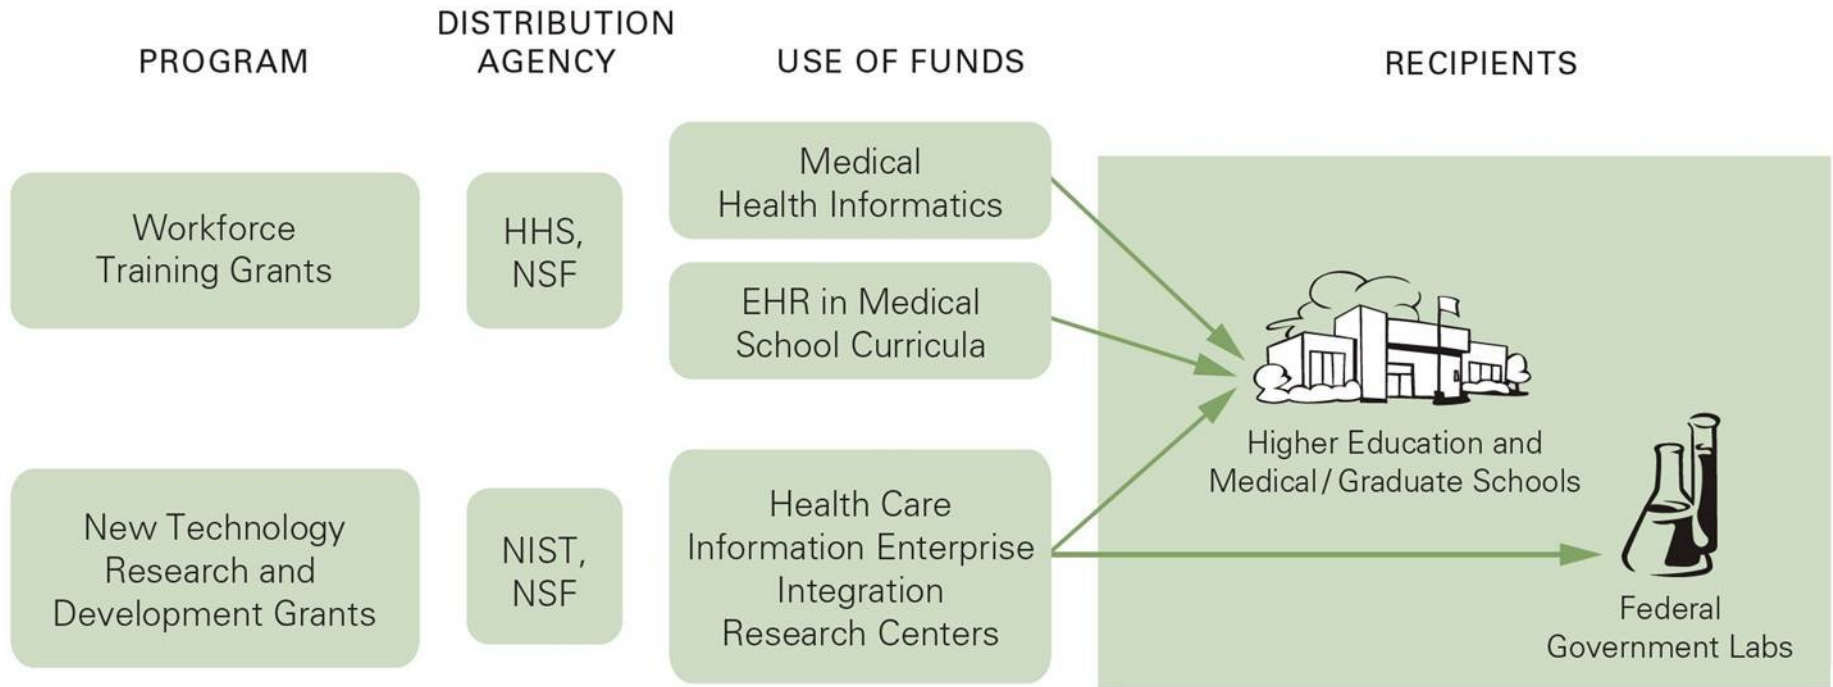 PROGRAM
DISTRIBUTION
AGENCY
USE OF FUNDS
RECIPIENTS
Workforce
Training Grants
HHS,
NSF
Medical
Health Informatics
EHR in Medical
School Curricula
Higher Education and
Medical/Graduate Schools
New Technology
Research and
Development Grants
NIST,
NSF
Health Care
Information Enterprise
Integration
Research Centers
Federal
Government Labs